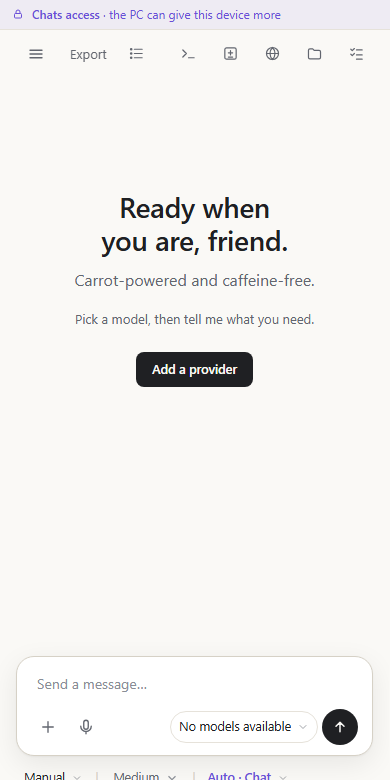 Chats access · the PC can give this device more
Export
Ready when
you are, friend.
Carrot-powered and caffeine-free.
Pick a model, then tell me what you need.
Add a provider
Send a message...
No models available
Manual
Medium
Auto · Chat